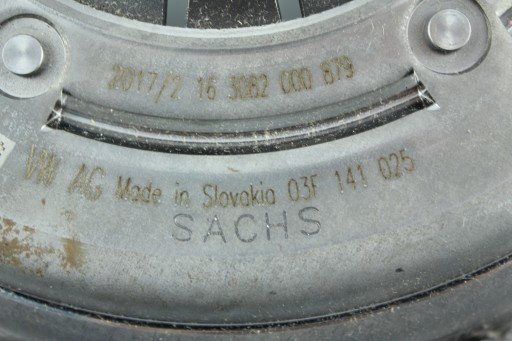 2017/2 16 3082 000 879
VW AG Made in Slovakia 03F 141 025
SACHS